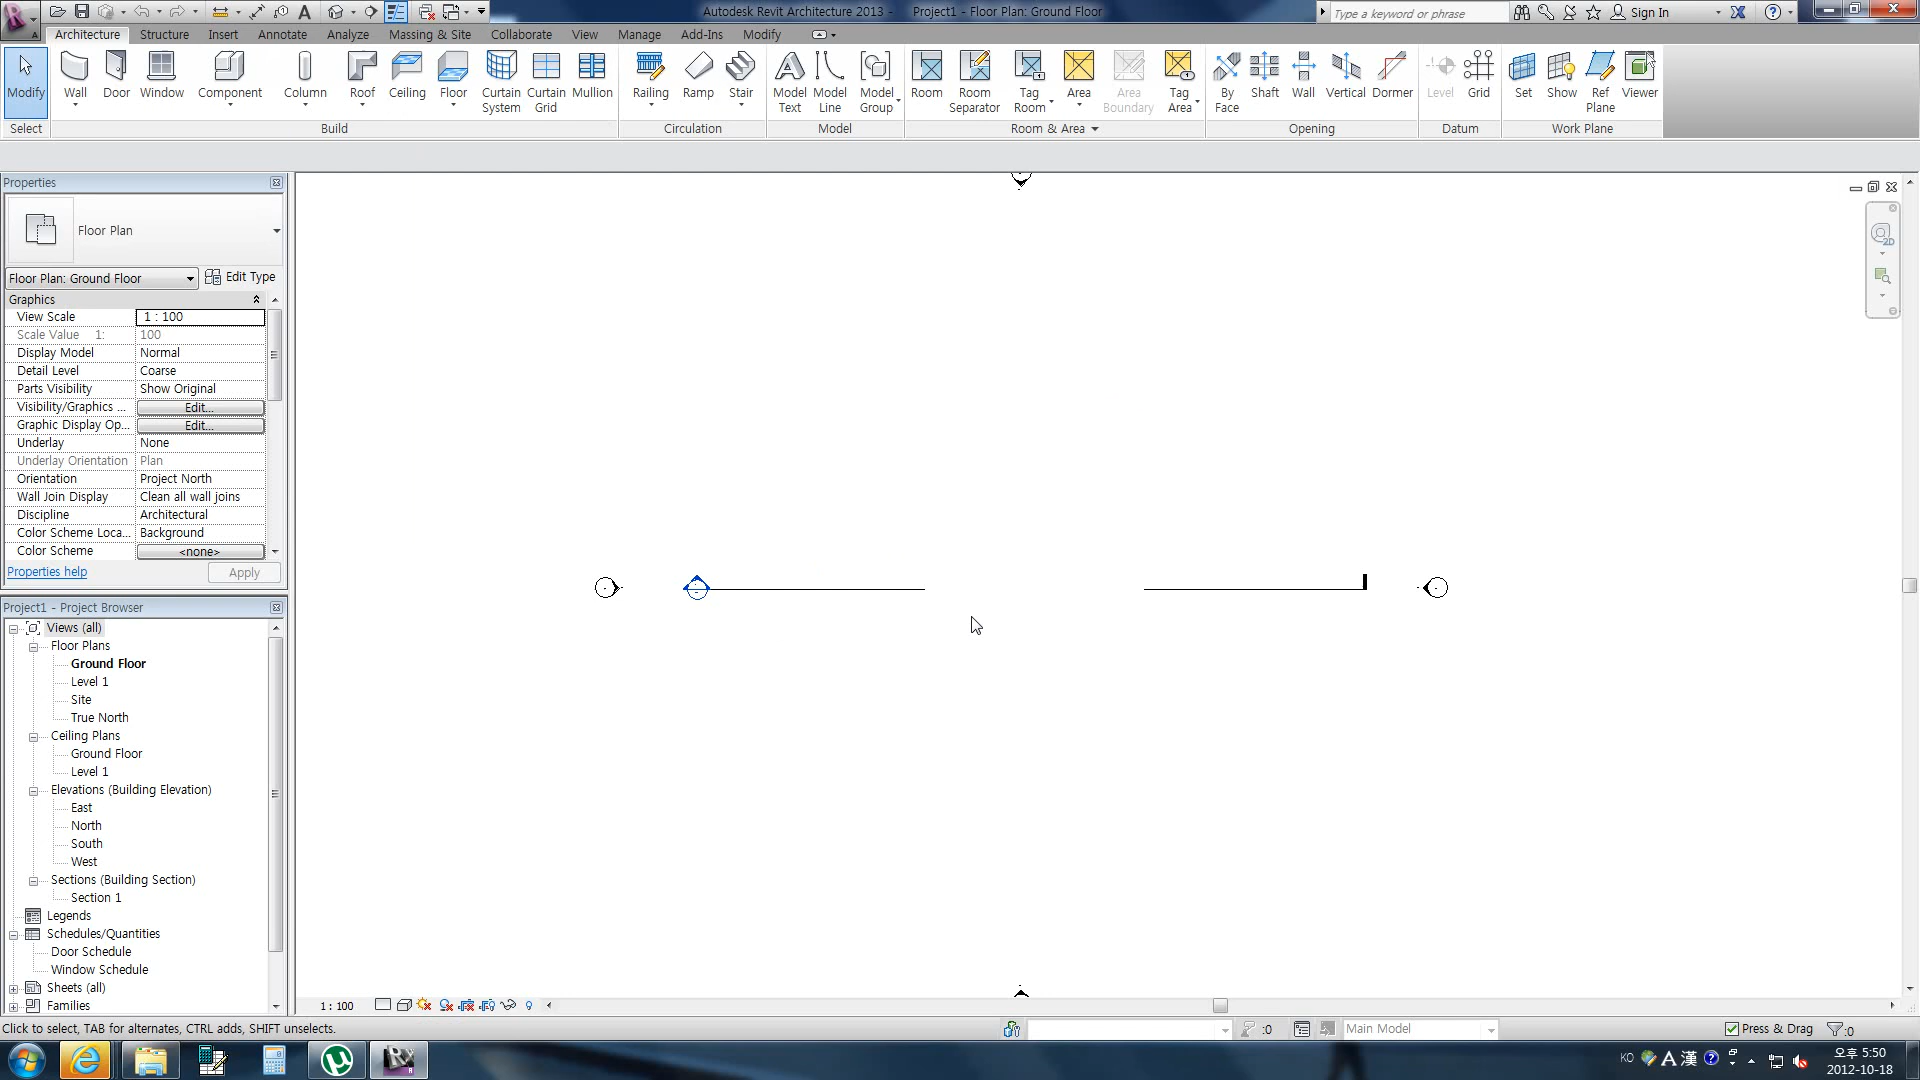 Autodesk Revit Architecture 2013 - Project1 - Floor Plan: Ground Floor
Type a keyword or phrase
Sign In
Architecture Structure Insert Annotate Analyze Massing & Site Collaborate View Manage Add-Ins Modify
Modify Wall Door Window Component Column Roof Ceiling Floor Curtain System Curtain Grid Mullion Railing Ramp Stair Model Text Model Line Model Group Room Room Separator Tag Room Area Area Boundary Tag Area By Face Shaft Wall Vertical Dormer Level Grid Set Show Ref Plane Viewer
Select Build Circulation Model Room & Area Opening Datum Work Plane
Properties
Floor Plan
Floor Plan: Ground Floor Edit Type
Graphics
View Scale 1 : 100
Scale Value 1: 100
Display Model Normal
Detail Level Coarse
Parts Visibility Show Original
Visibility/Graphics ... Edit...
Graphic Display Op... Edit...
Underlay None
Underlay Orientation Plan
Orientation Project North
Wall Join Display Clean all wall joins
Discipline Architectural
Color Scheme Loca... Background
Color Scheme <none>
Properties help Apply
Project1 - Project Browser
Views (all)
Floor Plans
Ground Floor
Level 1
Site
True North
Ceiling Plans
Ground Floor
Level 1
Elevations (Building Elevation)
East
North
South
West
Sections (Building Section)
Section 1
Legends
Schedules/Quantities
Door Schedule
Window Schedule
Sheets (all)
Families
2D
1 : 100
Click to select, TAB for alternates, CTRL adds, SHIFT unselects.
:0
Main Model
Press & Drag
:0
KO A 漢
오후 5:50
2012-10-18